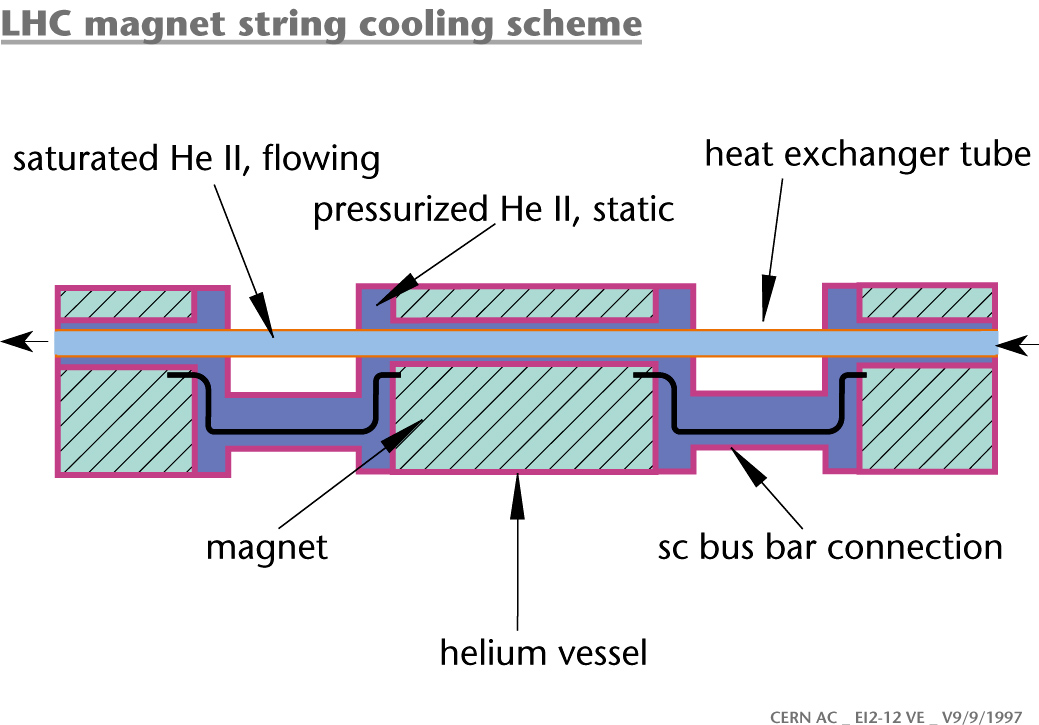 LHC magnet string cooling scheme
saturated He II, flowing
heat exchanger tube
pressurized He II, static
magnet
sc bus bar connection
helium vessel
CERN AC _ EI2-12 VE _ V9/9/1997